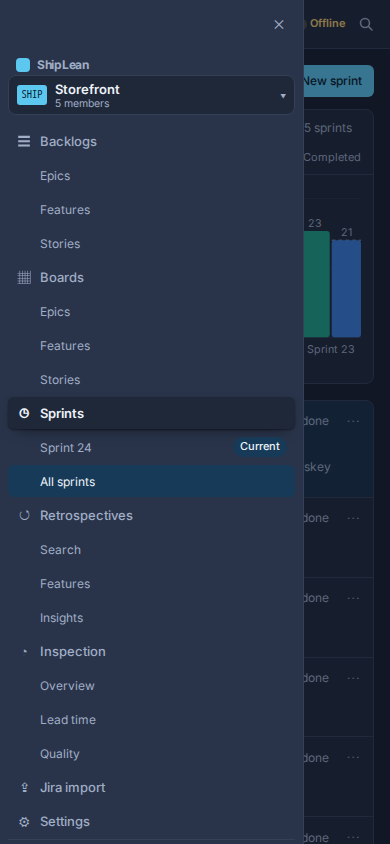 Offline
ShipLean
SHIP Storefront
5 members
New sprint
Backlogs
5 sprints
Completed
Epics
Features
23
21
Stories
Boards
Epics
Features
Sprint 23
Stories
Sprints
done
Sprint 24 Current
All sprints
Retrospectives
done
Search
Features
done
Insights
Inspection
Overview
done
Lead time
Quality
done
Jira import
Settings
done